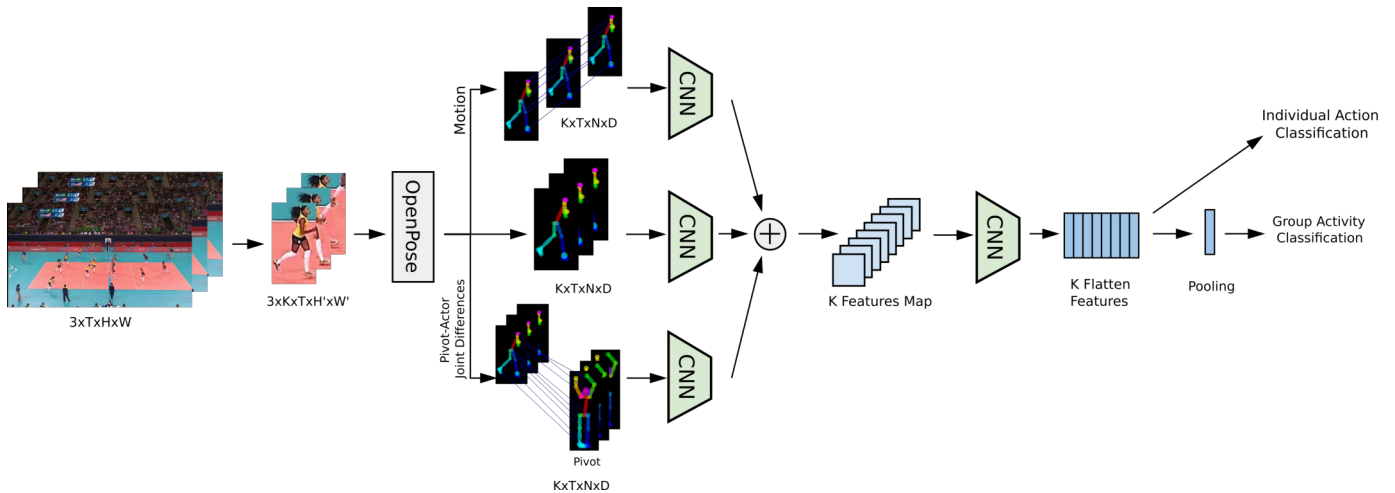 3xTxHxW
3xKxTxH'xW'
OpenPose
Motion
KxTxNxD
CNN
KxTxNxD
CNN
Pivot-Actor
Joint Differences
Pivot
KxTxNxD
CNN
K Features Map
CNN
K Flatten
Features
Individual Action
Classification
Pooling
Group Activity
Classification